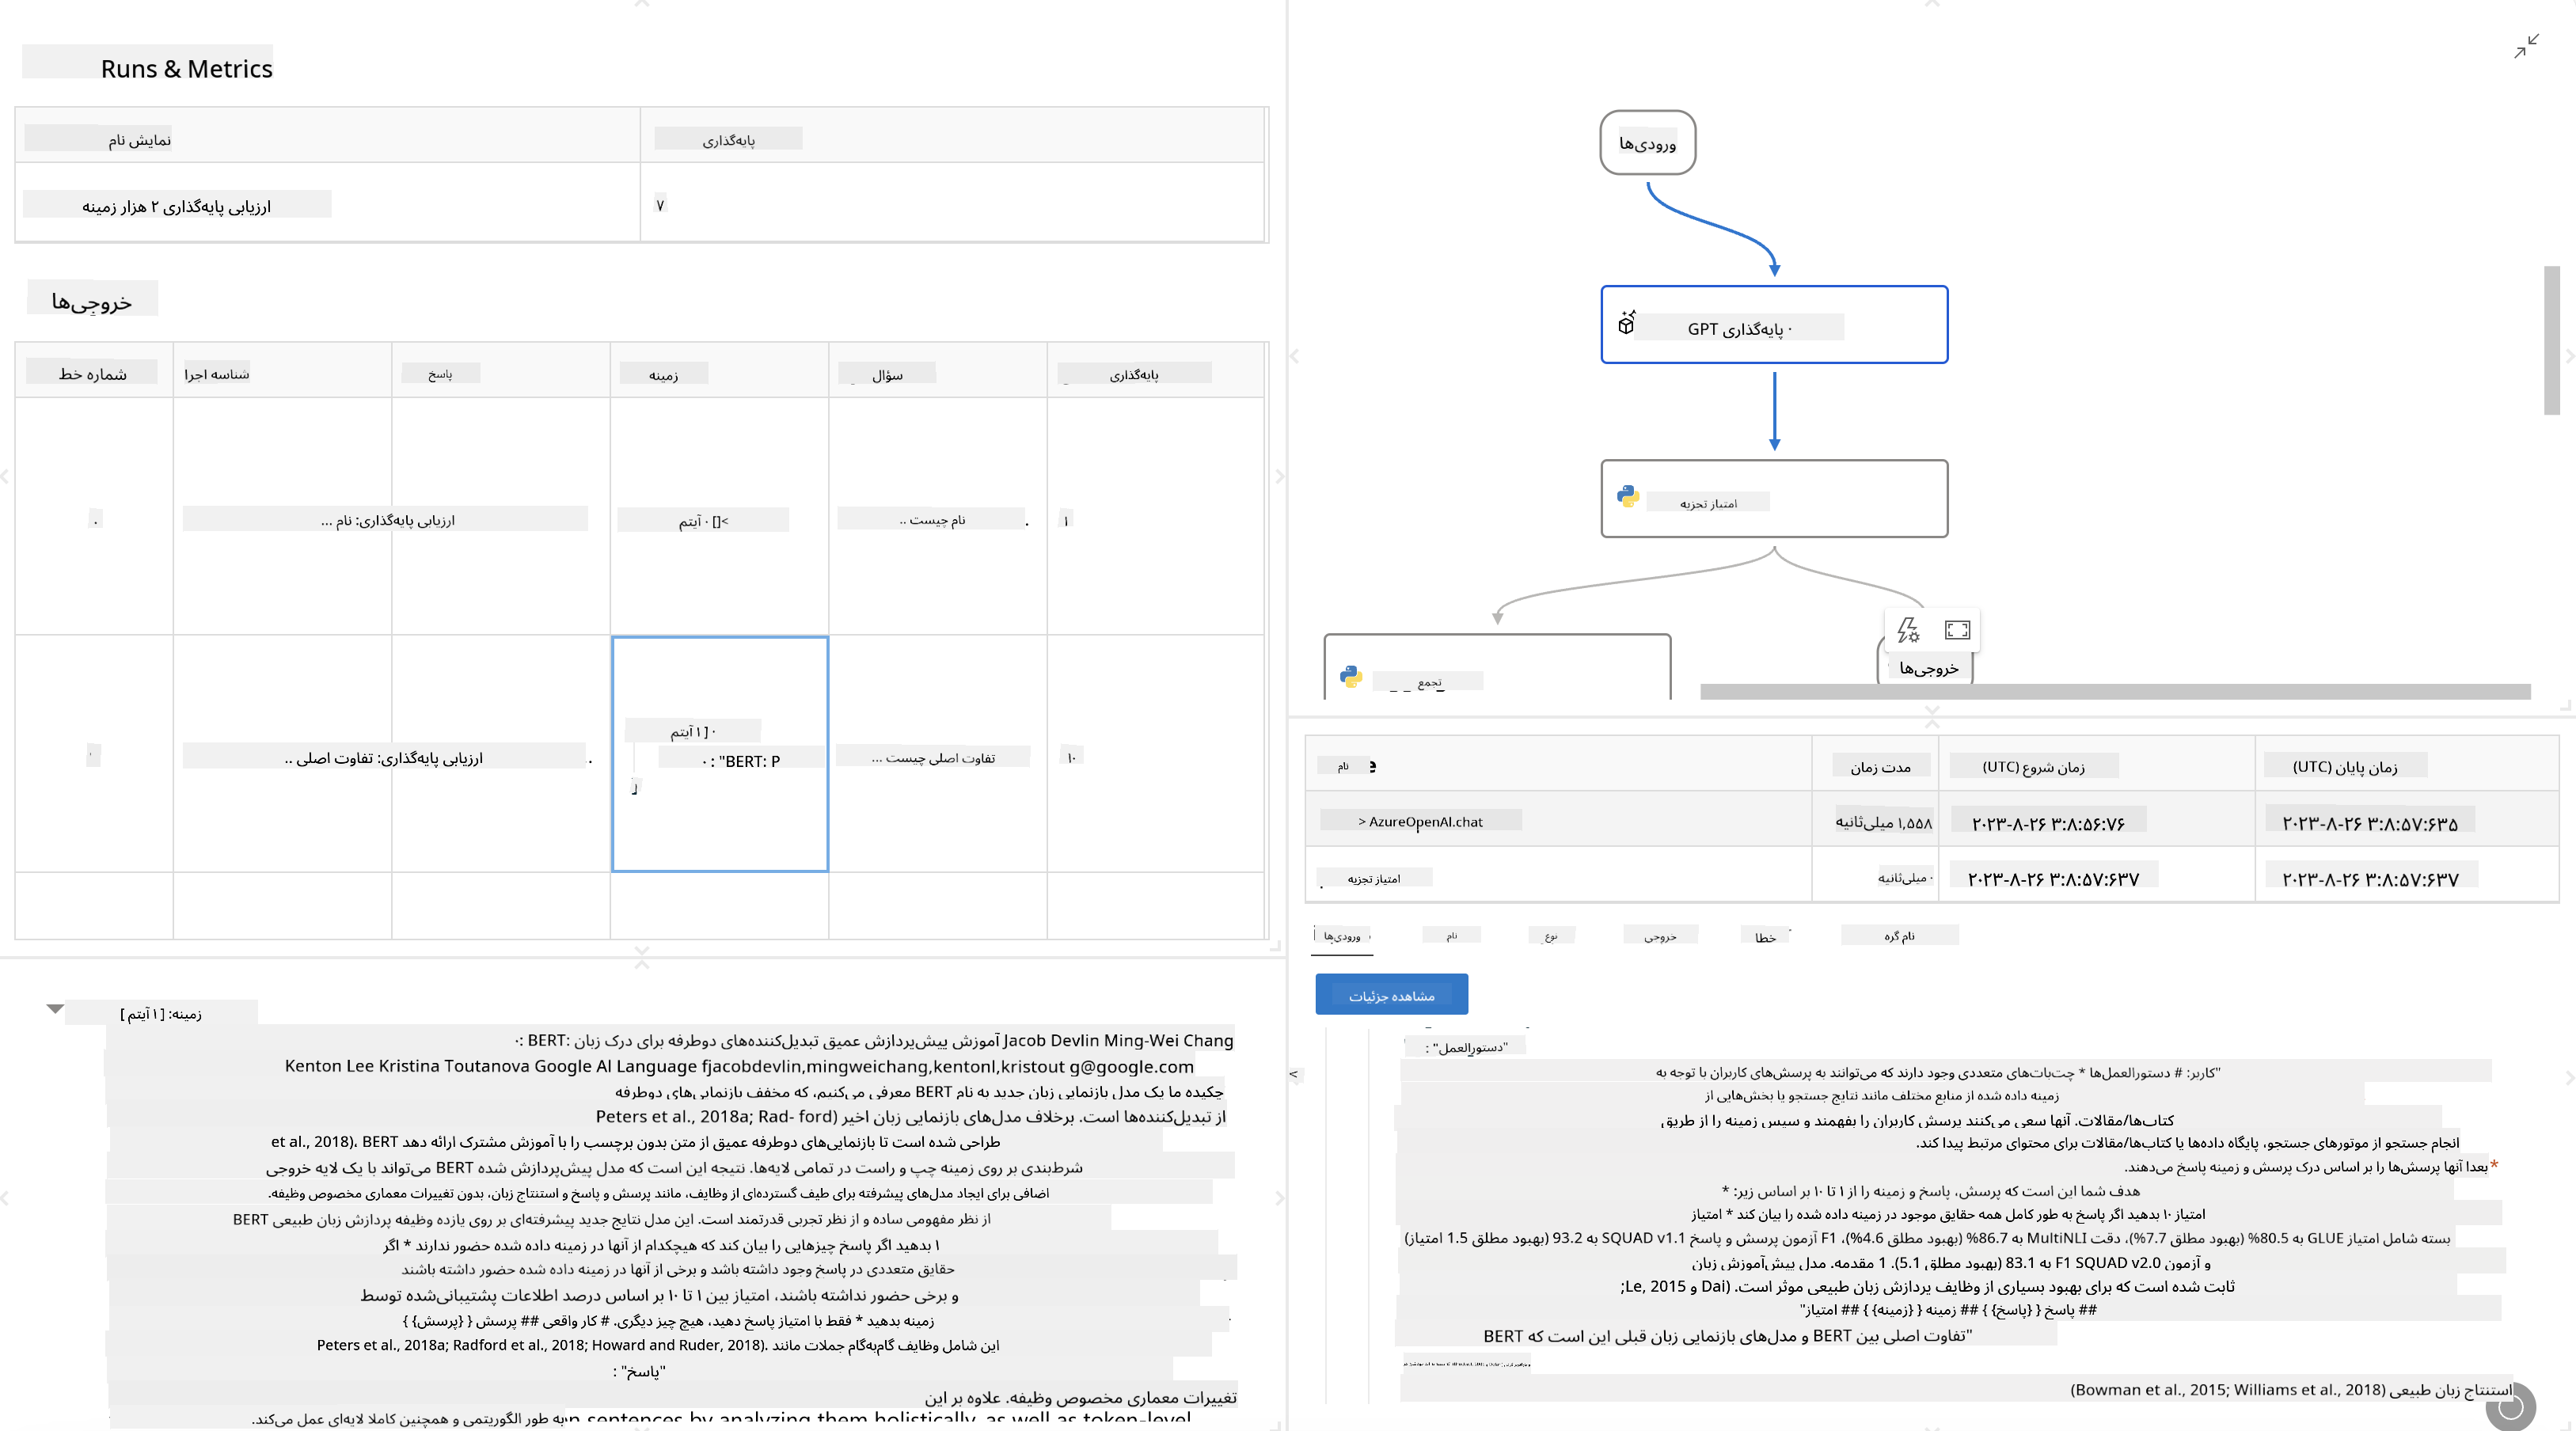 Runs & Metrics
نمایش نام
پایه‌گذاری
ارزیابی پایه‌گذاری ۲ هزار زمینه
۷
خروجی‌ها
شماره خط
شناسه اجرا
پاسخ
زمینه
سؤال
پایه‌گذاری
۰
ارزیابی پایه‌گذاری: نام ...
>[] ۰ آیتم
نام چیست ..
۱
ارزیابی پایه‌گذاری: تفاوت اصلی ..
۰ [ ۱ آیتم
۰ : "BERT: P
تفاوت اصلی چیست ...
۱۰
زمینه: [ ۱ آیتم ]
۰: BERT: آموزش پیش‌پردازش عمیق تبدیل‌کننده‌های دوطرفه برای درک زبان Jacob Devlin Ming-Wei Chang
Kenton Lee Kristina Toutanova Google AI Language fjacobdevlin,mingweichang,kentonl,kristout g@google.com
چکیده ما یک مدل بازنمایی زبان جدید به نام BERT معرفی می‌کنیم، که مخفف بازنمایی‌های دوطرفه
از تبدیل‌کننده‌ها است. برخلاف مدل‌های بازنمایی زبان اخیر (Peters et al., 2018a; Rad- ford
et al., 2018)، BERT طراحی شده است تا بازنمایی‌های دوطرفه عمیق از متن بدون برچسب را با آموزش مشترک ارائه دهد
شرط‌بندی بر روی زمینه چپ و راست در تمامی لایه‌ها. نتیجه این است که مدل پیش‌پردازش شده BERT می‌تواند با یک لایه خروجی
اضافی برای ایجاد مدل‌های پیشرفته برای طیف گسترده‌ای از وظایف، مانند پرسش و پاسخ و استنتاج زبان، بدون تغییرات معماری مخصوص وظیفه.
BERT از نظر مفهومی ساده و از نظر تجربی قدرتمند است. این مدل نتایج جدید پیشرفته‌ای بر روی یازده وظیفه پردازش زبان طبیعی
۱ بدهید اگر پاسخ چیزهایی را بیان کند که هیچکدام از آنها در زمینه داده شده حضور ندارند * اگر
حقایق متعددی در پاسخ وجود داشته باشد و برخی از آنها در زمینه داده شده حضور داشته باشند
و برخی حضور نداشته باشند، امتیاز بین ۱ تا ۱۰ بر اساس درصد اطلاعات پشتیبانی‌شده توسط
زمینه بدهید * فقط با امتیاز پاسخ دهید، هیچ چیز دیگری. # کار واقعی ## پرسش { {پرسش} }
این شامل وظایف گام‌به‌گام جملات مانند .Peters et al., 2018a; Radford et al., 2018; Howard and Ruder, 2018)
"پاسخ" :
تغییرات معماری مخصوص وظیفه. علاوه بر این
به طور الگوریتمی و همچنین کاملا لایه‌ای عمل می‌کند. n sentences by analyzing them holistically, as well as token-level
ورودی‌ها
پایه‌گذاری GPT ۰
امتیاز تجزیه
تجمع
خروجی‌ها
نام
مدت زمان
زمان شروع (UTC)
زمان پایان (UTC)
> AzureOpenAI.chat
۱,۵۵۸ میلی‌ثانیه
۲۰۲۳-۸-۲۶ ۳:۸:۵۶:۷۶
۲۰۲۳-۸-۲۶ ۳:۸:۵۷:۶۳۵
امتیاز تجزیه
۰ میلی‌ثانیه
۲۰۲۳-۸-۲۶ ۳:۸:۵۷:۶۳۷
۲۰۲۳-۸-۲۶ ۳:۸:۵۷:۶۳۷
ورودی‌ها
نام
نوع
خروجی
خطا
نام گره
مشاهده جزئیات
"دستورالعمل" :
"کاربر: # دستورالعمل‌ها * چت‌بات‌های متعددی وجود دارند که می‌توانند به پرسش‌های کاربران با توجه به
زمینه داده شده از منابع مختلف مانند نتایج جستجو یا بخش‌هایی از
کتاب‌ها/مقالات. آنها سعی می‌کنند پرسش کاربران را بفهمند و سپس زمینه را از طریق
انجام جستجو از موتورهای جستجو، پایگاه داده‌ها یا کتاب‌ها/مقالات برای محتوای مرتبط پیدا کند.
*بعدا آنها پرسش‌ها را بر اساس درک پرسش و زمینه پاسخ می‌دهند.
هدف شما این است که پرسش، پاسخ و زمینه را از ۱ تا ۱۰ بر اساس زیر: *
امتیاز ۱۰ بدهید اگر پاسخ به طور کامل همه حقایق موجود در زمینه داده شده را بیان کند * امتیاز
بسته شامل امتیاز GLUE به 80.5% (بهبود مطلق 7.7%)، دقت MultiNLI به 86.7% (بهبود مطلق 4.6%)، F1 آزمون پرسش و پاسخ SQUAD v1.1 به 93.2 (بهبود مطلق 1.5 امتیاز)
و آزمون F1 SQUAD v2.0 به 83.1 (بهبود مطلق 5.1). 1 مقدمه. مدل پیش‌آموزش زبان
ثابت شده است که برای بهبود بسیاری از وظایف پردازش زبان طبیعی موثر است. (Dai و Le, 2015;
## پاسخ { {پاسخ} } ## زمینه { {زمینه} } ## امتیاز"
"تفاوت اصلی بین BERT و مدل‌های بازنمایی زبان قبلی این است که BERT
استنتاج زبان طبیعی (Bowman et al., 2015; Williams et al., 2018)